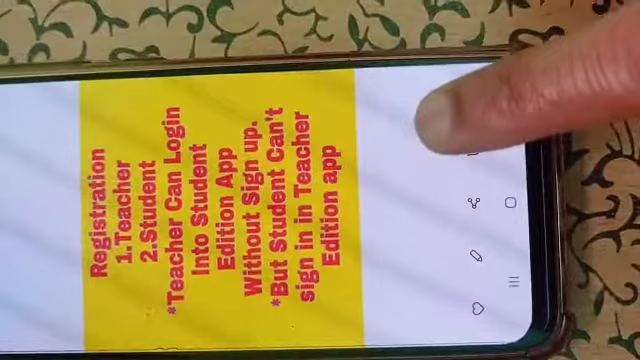 Registration
1.Teacher
2.Student
*Teacher Can Login
Into Student
Edition App
Without Sign up.
*But Student Can't
sign in in Teacher
Edition app